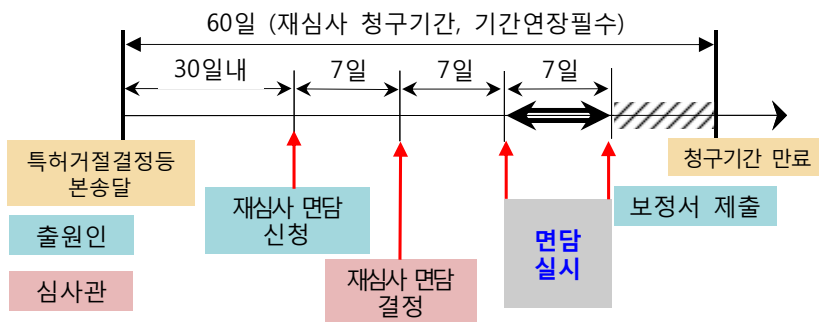 60일 (재심사 청구기간, 기간연장필수)
30일내
7일
7일
7일
특허거절결정등
본송달
출원인
심사관
재심사 면담
신청
재심사 면담
결정
면담
실시
보정서 제출
청구기간 만료